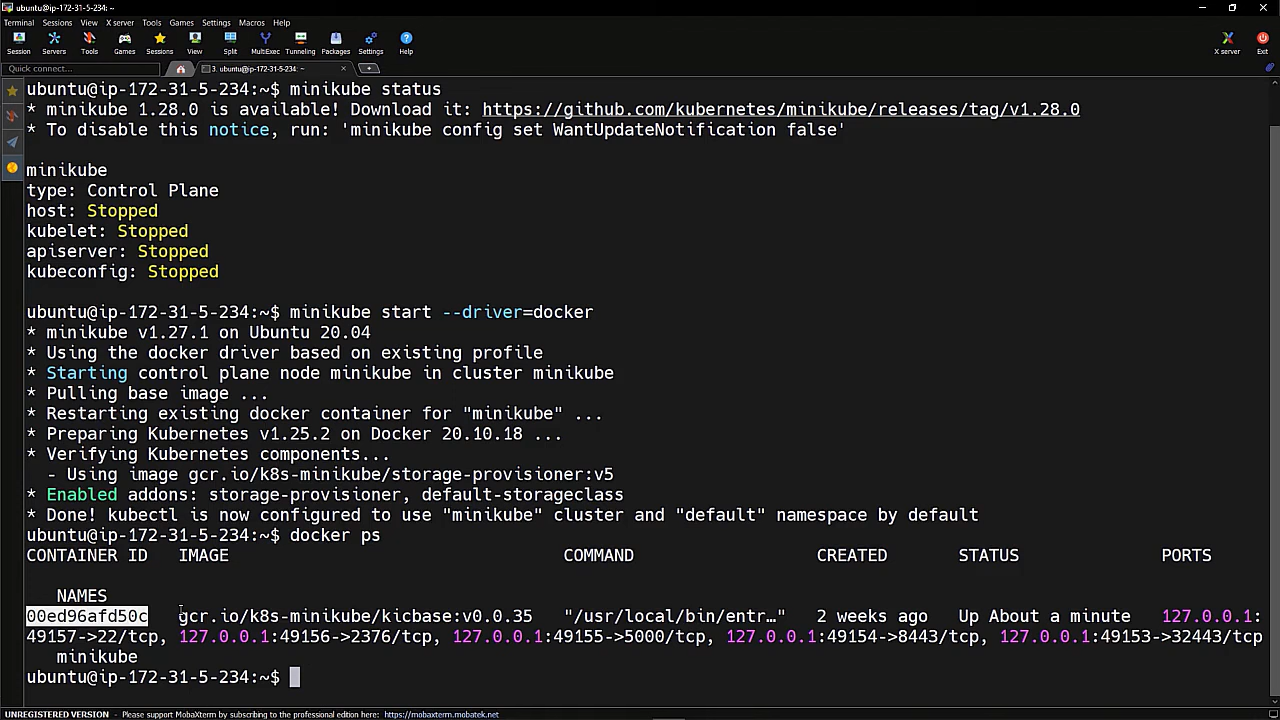 ubuntu@ip-172-31-5-234: ~
Terminal Sessions View X server Tools Games Settings Macros Help
Session Servers Tools Games Sessions View Split MultiExec Tunneling Packages Settings Help X server Exit
Quick connect... 3. ubuntu@ip-172-31-5-234: ~
ubuntu@ip-172-31-5-234:~$ minikube status
* minikube 1.28.0 is available! Download it: https://github.com/kubernetes/minikube/releases/tag/v1.28.0
* To disable this notice, run: 'minikube config set WantUpdateNotification false'
minikube
type: Control Plane
host: Stopped
kubelet: Stopped
apiserver: Stopped
kubeconfig: Stopped
ubuntu@ip-172-31-5-234:~$ minikube start --driver=docker
* minikube v1.27.1 on Ubuntu 20.04
* Using the docker driver based on existing profile
* Starting control plane node minikube in cluster minikube
* Pulling base image ...
* Restarting existing docker container for "minikube" ...
* Preparing Kubernetes v1.25.2 on Docker 20.10.18 ...
* Verifying Kubernetes components...
- Using image gcr.io/k8s-minikube/storage-provisioner:v5
* Enabled addons: storage-provisioner, default-storageclass
* Done! kubectl is now configured to use "minikube" cluster and "default" namespace by default
ubuntu@ip-172-31-5-234:~$ docker ps
CONTAINER ID IMAGE COMMAND CREATED STATUS PORTS
NAMES
00ed96afd50c gcr.io/k8s-minikube/kicbase:v0.0.35 "/usr/local/bin/entr…" 2 weeks ago Up About a minute 127.0.0.1:
49157->22/tcp, 127.0.0.1:49156->2376/tcp, 127.0.0.1:49155->5000/tcp, 127.0.0.1:49154->8443/tcp, 127.0.0.1:49153->32443/tcp
minikube
ubuntu@ip-172-31-5-234:~$
UNREGISTERED VERSION - Please support MobaXterm by subscribing to the professional edition here: https://mobaxterm.mobatek.net